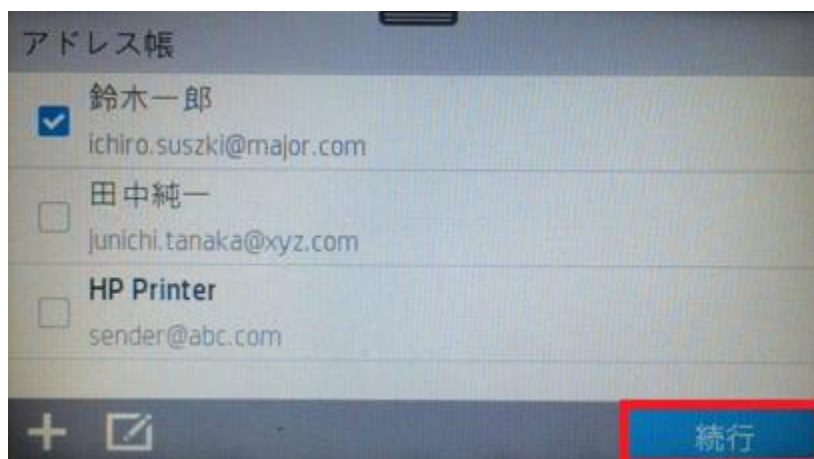 アドレス帳
鈴木一郎
ichiro.suszki@major.com
田中純一
junichi.tanaka@xyz.com
HP Printer
sender@abc.com
続行